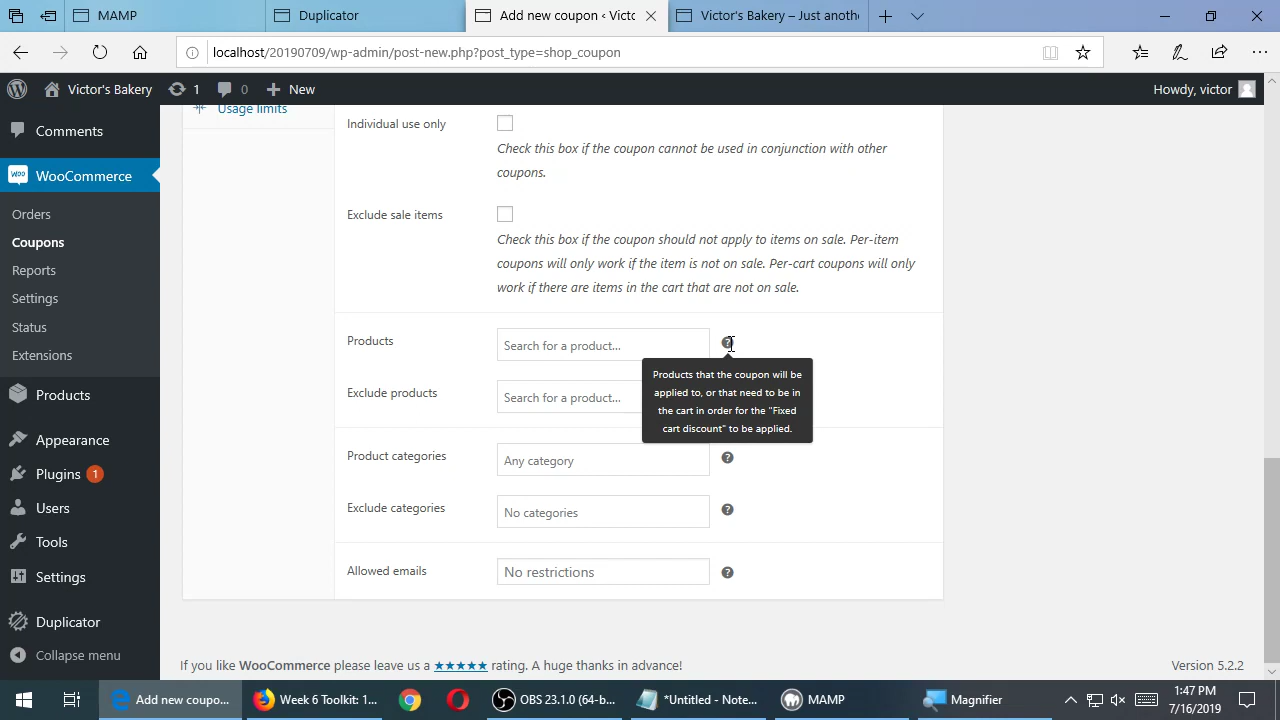 MAMP
Duplicator
Add new coupon ‹ Victo
Victor's Bakery – Just anoth
localhost/20190709/wp-admin/post-new.php?post_type=shop_coupon
Victor's Bakery
1
0
New
Howdy, victor
Comments
WooCommerce
Orders
Coupons
Reports
Settings
Status
Extensions
Products
Appearance
Plugins 1
Users
Tools
Settings
Duplicator
Collapse menu
Usage limits
Individual use only
Check this box if the coupon cannot be used in conjunction with other
coupons.
Exclude sale items
Check this box if the coupon should not apply to items on sale. Per-item
coupons will only work if the item is not on sale. Per-cart coupons will only
work if there are items in the cart that are not on sale.
Products
Search for a product...
?
Products that the coupon will be
applied to, or that need to be in
the cart in order for the "Fixed
cart discount" to be applied.
Exclude products
Search for a product...
Product categories
Any category
?
Exclude categories
No categories
?
Allowed emails
No restrictions
?
If you like WooCommerce please leave us a ★★★★★ rating. A huge thanks in advance!
Version 5.2.2
Add new coupo...
Week 6 Toolkit: 1...
OBS 23.1.0 (64-b...
*Untitled - Note...
MAMP
Magnifier
1:47 PM
7/16/2019